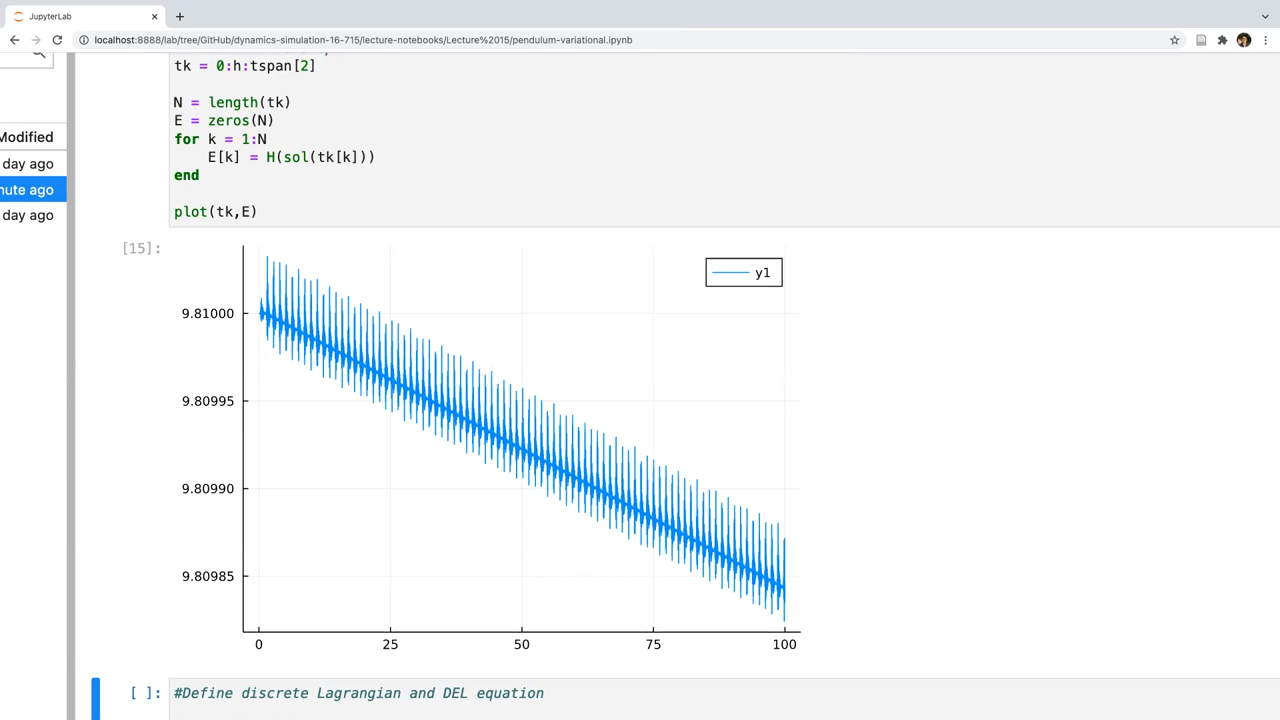 JupyterLab
localhost:8888/lab/tree/GitHub/dynamics-simulation-16-715/lecture-notebooks/Lecture%2015/pendulum-variational.ipynb
Modified
day ago
nute ago
day ago
tk = 0:h:tspan[2]
N = length(tk)
E = zeros(N)
for k = 1:N
E[k] = H(sol(tk[k]))
end
plot(tk,E)
[15]:
y1
9.81000
9.80995
9.80990
9.80985
0 25 50 75 100
[ ]: #Define discrete Lagrangian and DEL equation